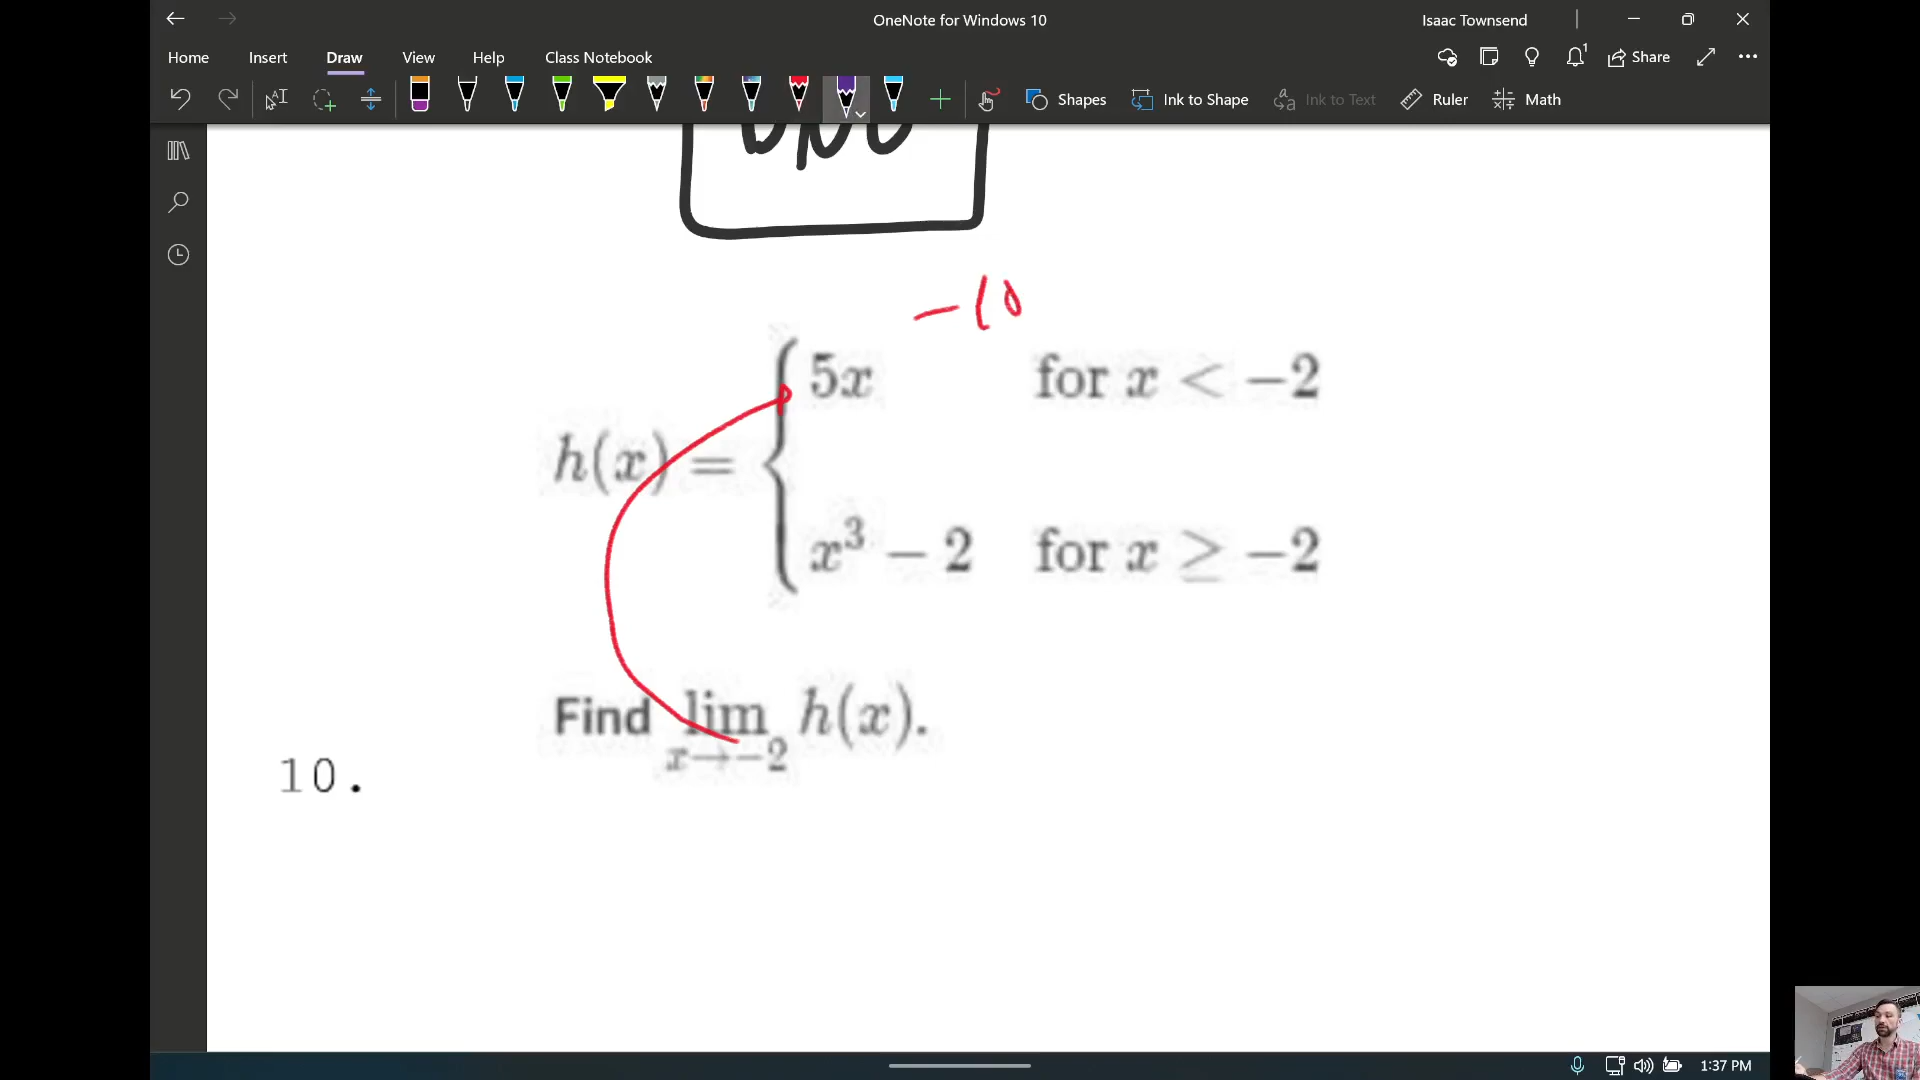 OneNote for Windows 10
Isaac Townsend
Home Insert Draw View Help Class Notebook
1
Share
Shapes Ink to Shape Ink to Text Ruler Math
-10
h(x) = { 5x for x < -2
x³ - 2 for x ≥ -2
Find lim h(x).
x→-2
10.
1:37 PM